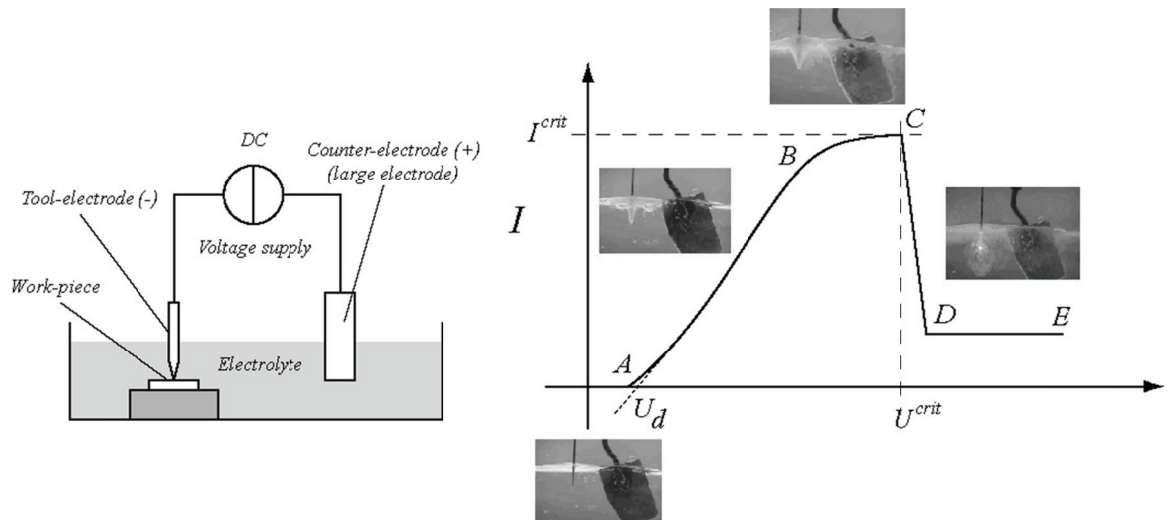 DC
Counter-electrode (+)
(large electrode)
Tool-electrode (-)
Voltage supply
Work-piece
Electrolyte
I^crit
C
B
I
D
E
A
U_d
U^crit